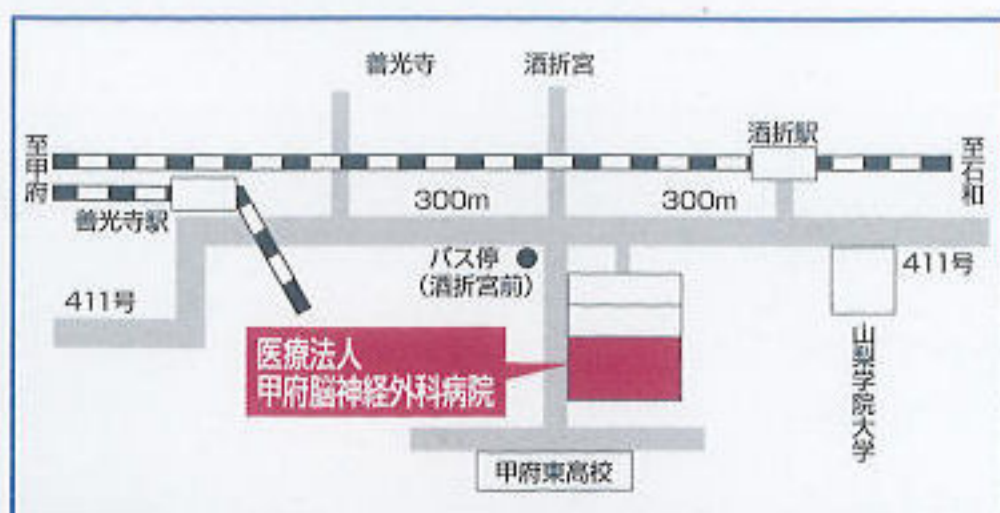 善光寺
酒折宮
酒折駅
至甲府
至石和
300m
300m
善光寺駅
バス停
(酒折宮前)
411号
411号
医療法人
甲府脳神経外科病院
山梨学院大学
甲府東高校